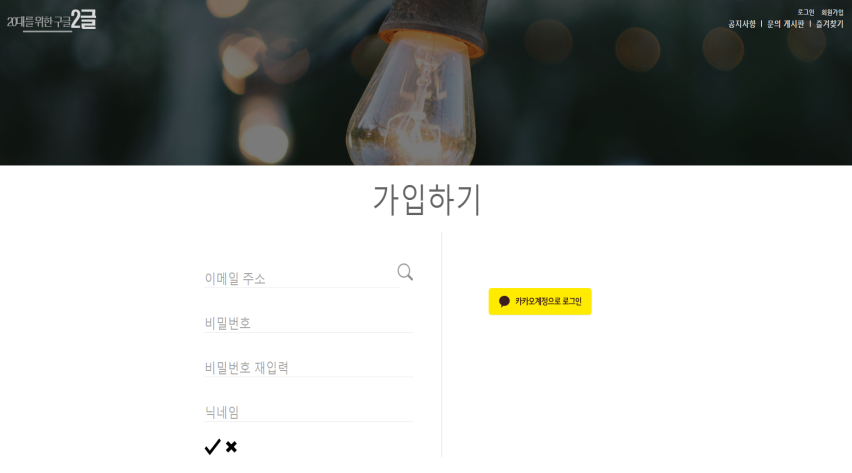 20대를 위한 구글 2글
로그인 회원가입
공지사항 | 문의 게시판 | 즐겨찾기
가입하기
이메일 주소
카카오계정으로 로그인
비밀번호
비밀번호 재입력
닉네임